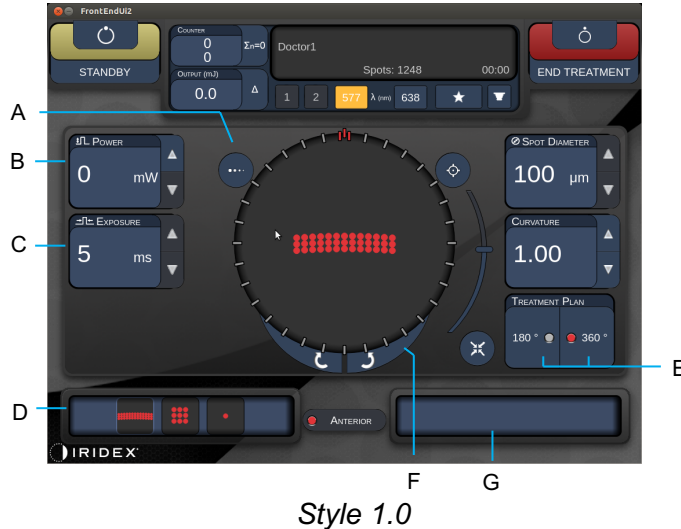 FrontEndUi2
STANDBY
COUNTER
0
0
Σn=0
OUTPUT (mJ)
0.0
Δ
Doctor1
Spots: 1248 00:00
1 2 577 λ (nm) 638
END TREATMENT
A
B
POWER
0 mW
C
EXPOSURE
5 ms
SPOT DIAMETER
100 μm
CURVATURE
1.00
TREATMENT PLAN
180 ° 360 °
E
D
ANTERIOR
IRIDEX
F
G
Style 1.0